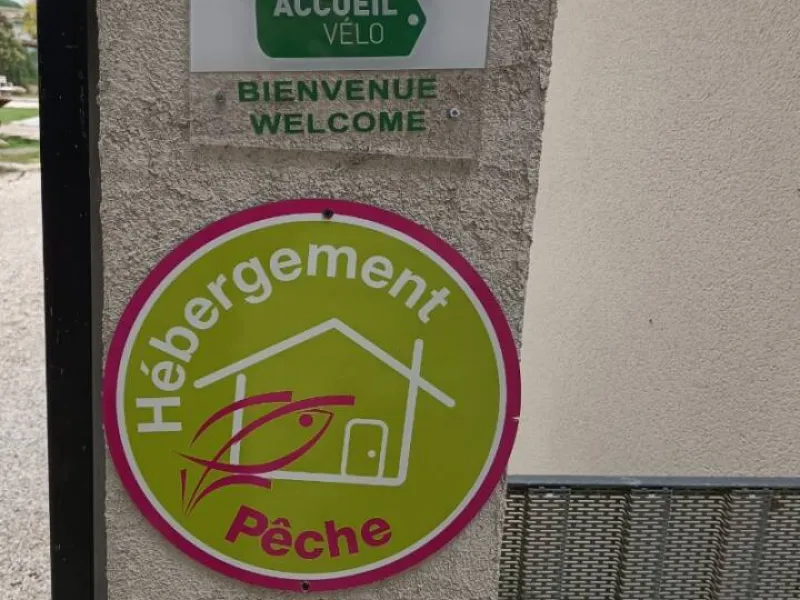 ACCUEIL
VÉLO
BIENVENUE
WELCOME
Hébergement
Pêche